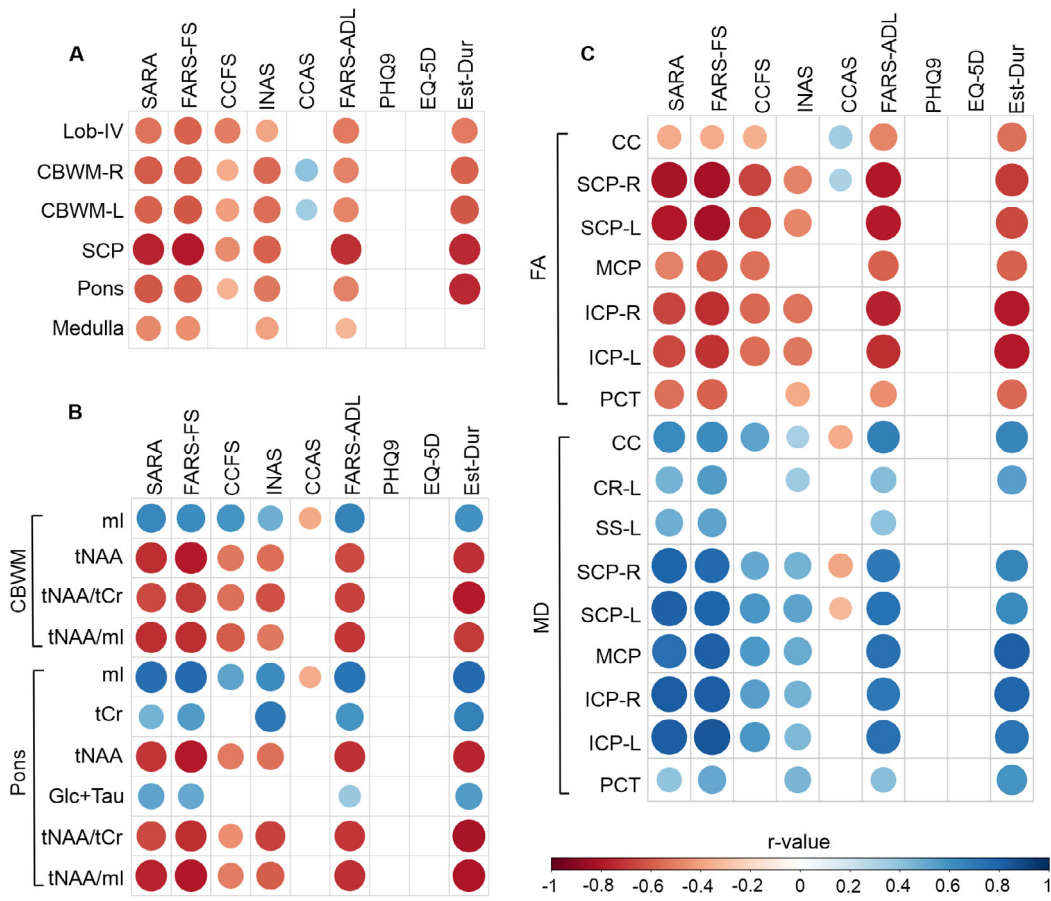 A
SARA
FARS-FS
CCFS
INAS
CCAS
FARS-ADL
PHQ9
EQ-5D
Est-Dur
Lob-IV
CBWM-R
CBWM-L
SCP
Pons
Medulla
B
SARA
FARS-FS
CCFS
INAS
CCAS
FARS-ADL
PHQ9
EQ-5D
Est-Dur
CBWM
mI
tNAA
tNAA/tCr
tNAA/mI
Pons
mI
tCr
tNAA
Glc+Tau
tNAA/tCr
tNAA/mI
C
SARA
FARS-FS
CCFS
INAS
CCAS
FARS-ADL
PHQ9
EQ-5D
Est-Dur
FA
CC
SCP-R
SCP-L
MCP
ICP-R
ICP-L
PCT
MD
CC
CR-L
SS-L
SCP-R
SCP-L
MCP
ICP-R
ICP-L
PCT
r-value
-1 -0.8 -0.6 -0.4 -0.2 0 0.2 0.4 0.6 0.8 1